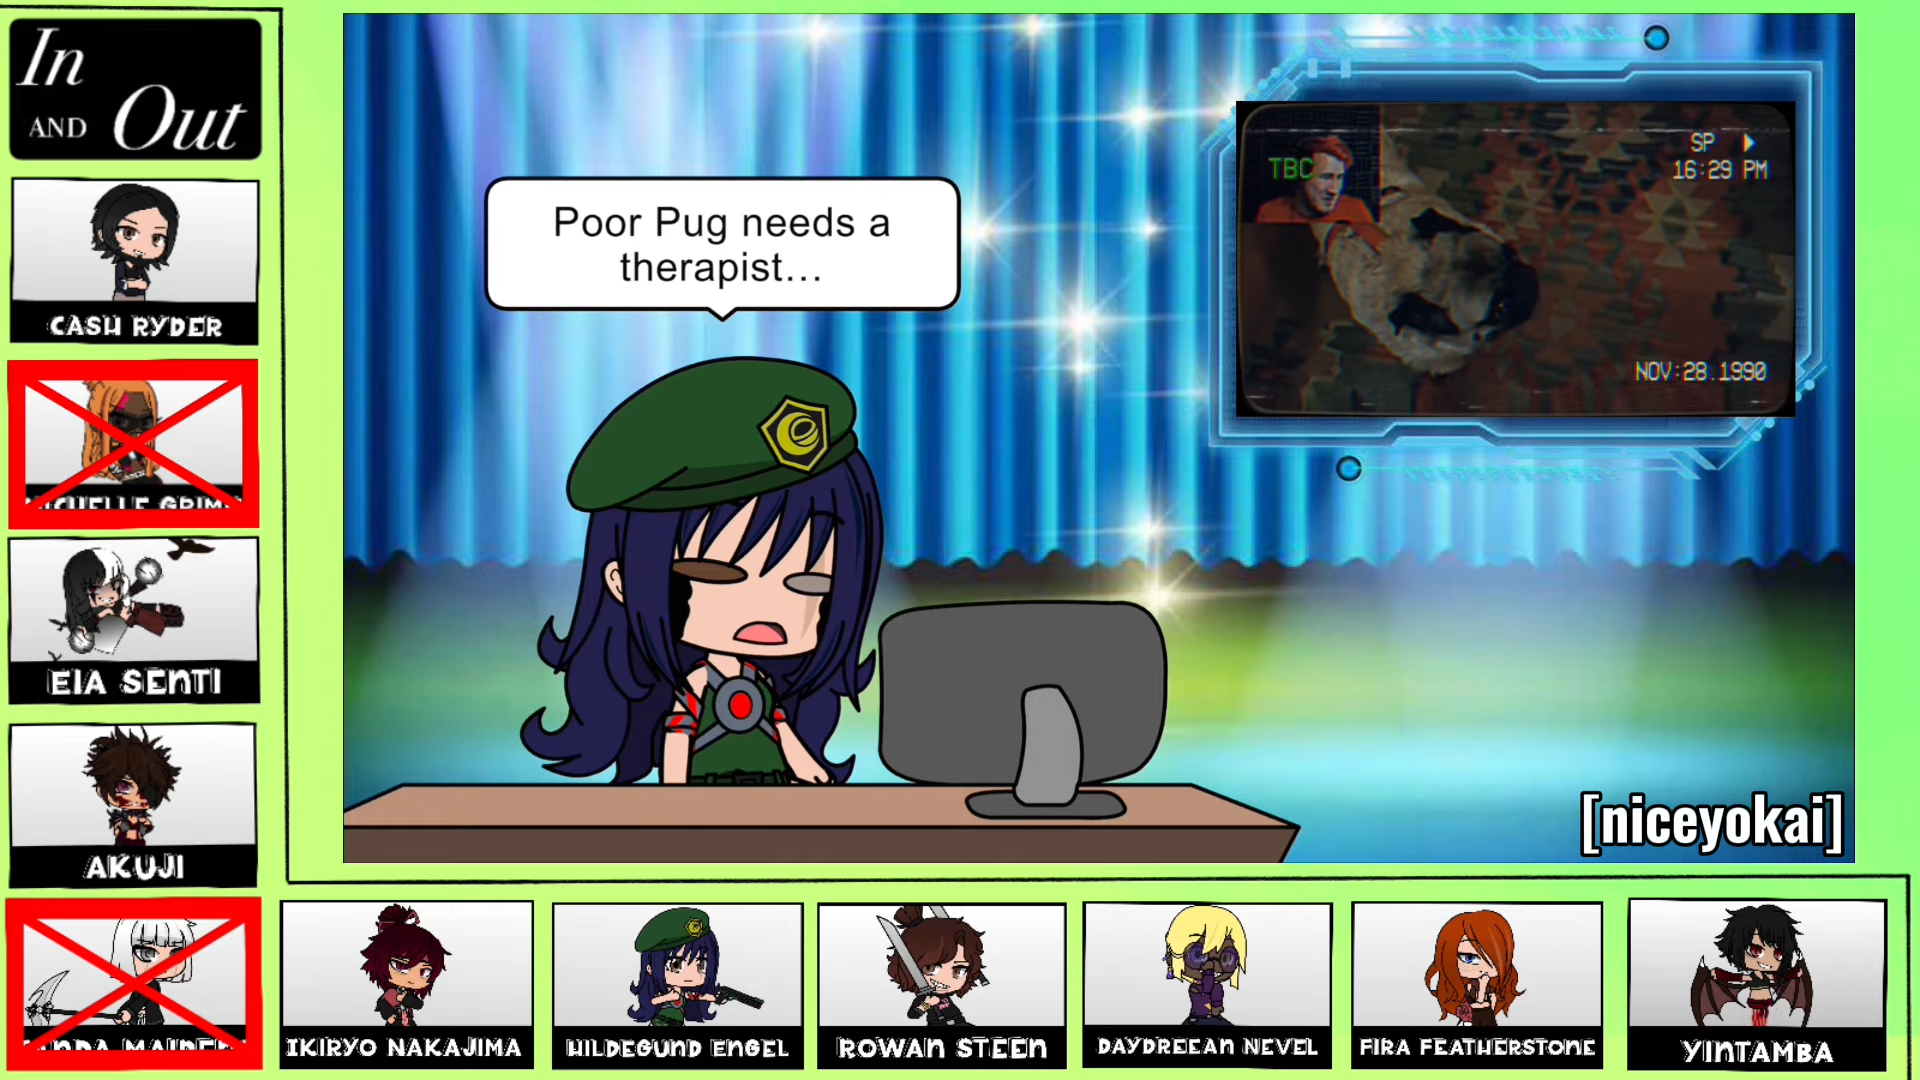 In
AND Out
CASH RYDER
EIA SENTI
AKUJI
Poor Pug needs a
therapist...
TBC
SP
16:29 PM
NOV:28.1990
[niceyokai]
IKIRYO NAKAJIMA
HILDEGUND ENGEL
ROWAN STEEN
DAYDREEAN NEVEL
FIRA FEATHERSTONE
YINTAMBA